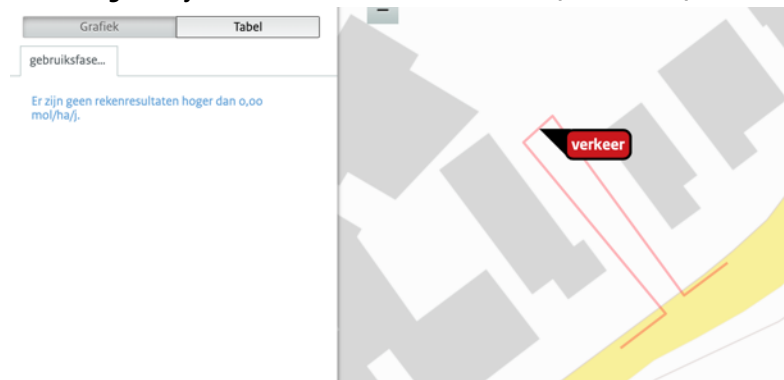 Grafiek
Tabel
gebruiksfase...
Er zijn geen rekenresultaten hoger dan 0,00
mol/ha/j.
verkeer